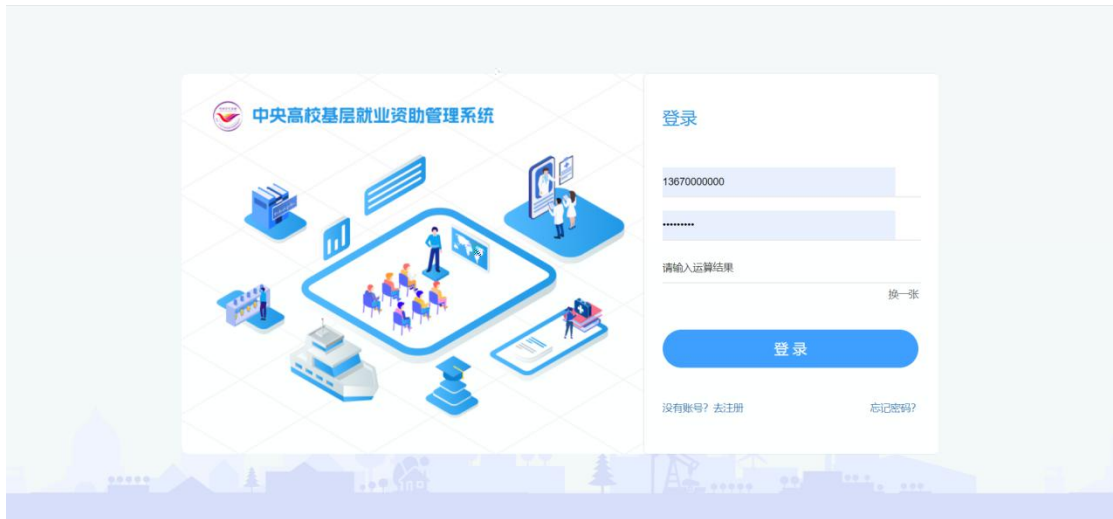 中央高校基层就业资助管理系统
登录
13670000000
•••••••••
请输入运算结果
换一张
登录
没有账号？去注册
忘记密码？